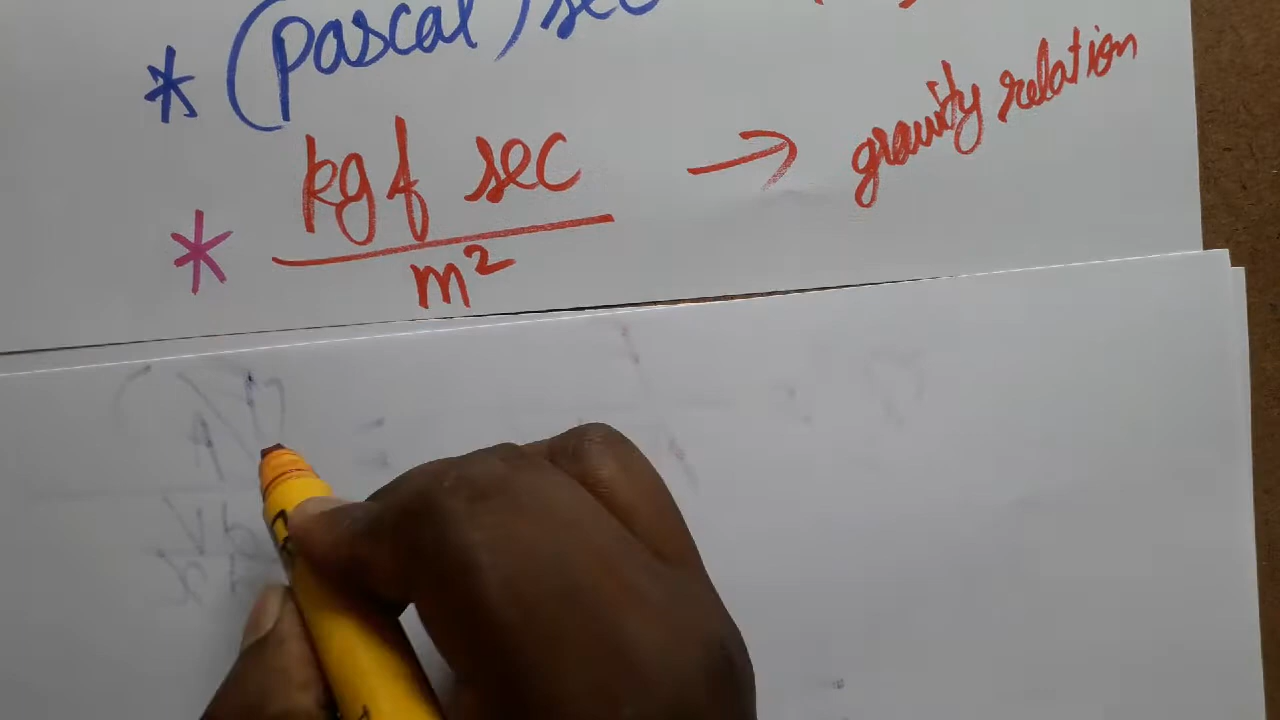 * (pascal) sec
* kgf sec → gravity relation
m²